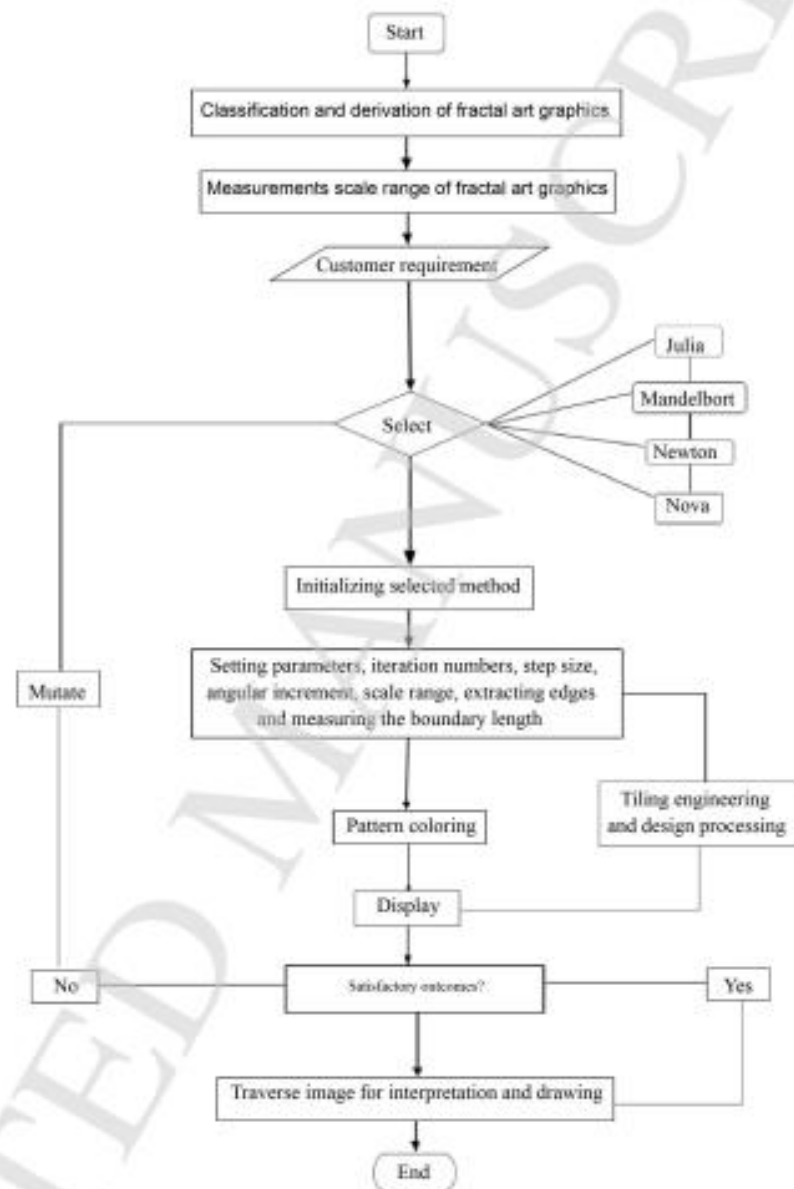 Start
Classification and derivation of fractal art graphics
Measurements scale range of fractal art graphics
Customer requirement
Julia
Mandelbort
Select
Newton
Nova
Initializing selected method
Setting parameters, iteration numbers, step size,
angular increment, scale range, extracting edges
and measuring the boundary length
Mutate
Tiling engineering
and design processing
Pattern coloring
Display
No
Satisfactory outcomes?
Yes
Traverse image for interpretation and drawing
End
TED MANUSCRI